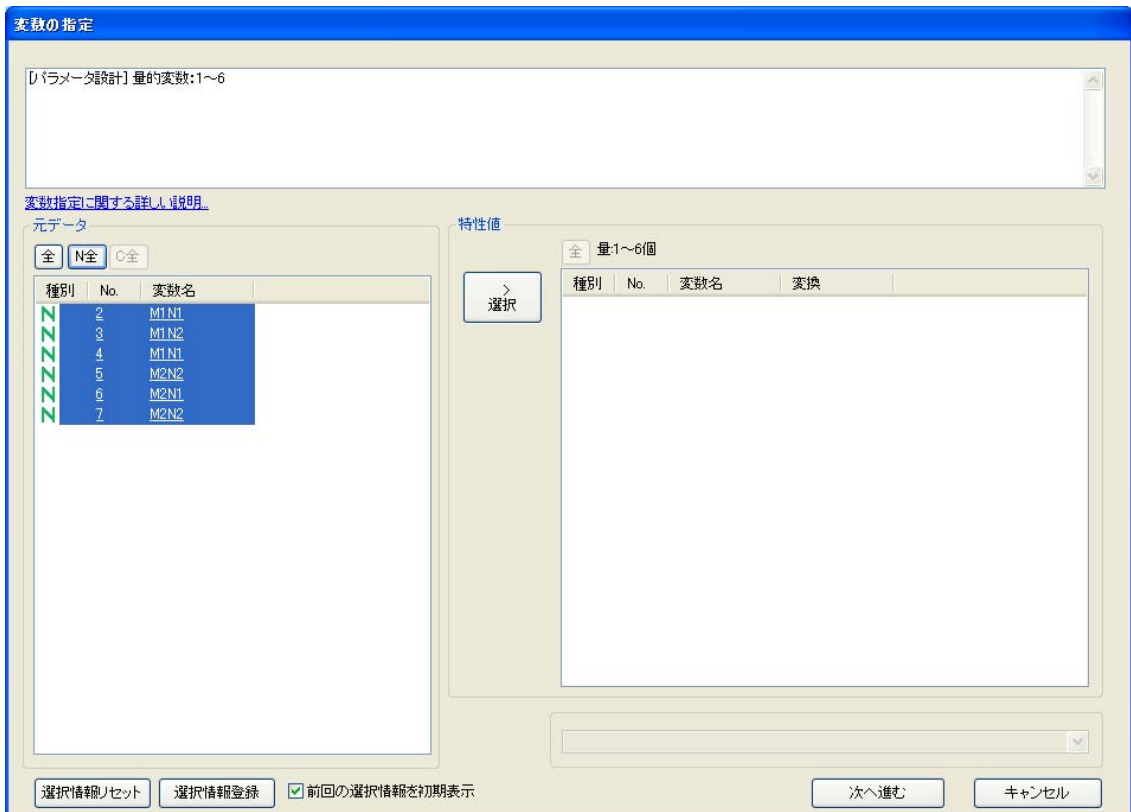 変数の指定
[パラメータ設計] 量的変数:1～6
変数指定に関する詳しい説明...
元データ
全 N全 C全
種別 No. 変数名
N 2 M1N1
N 3 M1N2
N 4 M1N1
N 5 M2N2
N 6 M2N1
N 7 M2N2
特性値
> 選択
全 量:1～6個
種別 No. 変数名 変換
選択情報リセット 選択情報登録 前回の選択情報を初期表示 次へ進む キャンセル